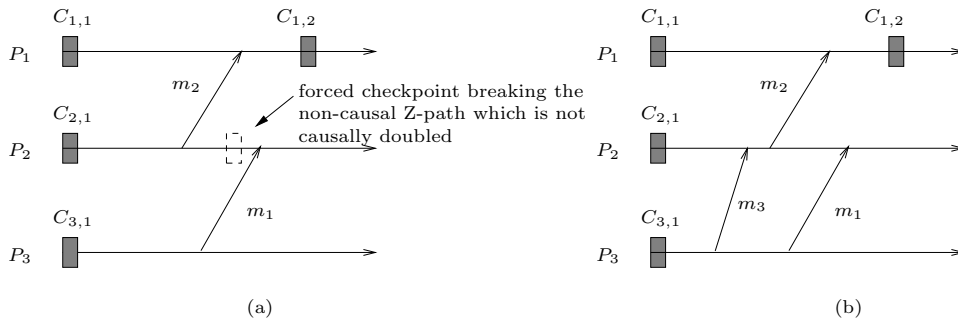 C1,1
C1,2
P1
m2
forced checkpoint breaking the
non-causal Z-path which is not
causally doubled
C2,1
P2
m1
C3,1
P3
(a)
C1,1
C1,2
P1
m2
C2,1
P2
m3
m1
C3,1
P3
(b)